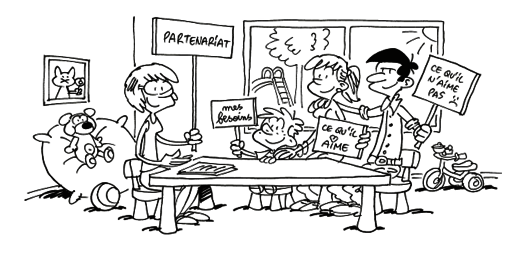 PARTENARIAT
mes
besoins
CE QU'IL
AIME
CE QU'IL
N'AIME
PAS